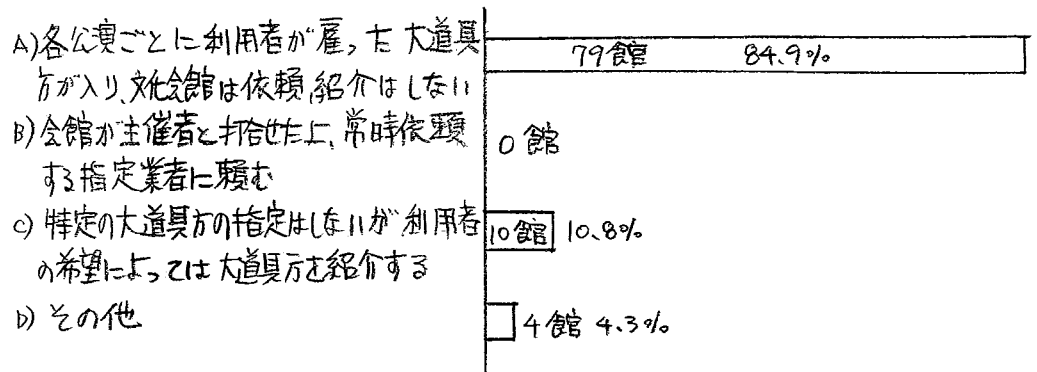 A)各公演ごとに利用者が雇った大道具
方が入り、文化会館は依頼、紹介はしない
79館 84.9%
B)会館が主催者と打合せた上、常時依頼
する指定業者に頼む
0館
C)特定の大道具方の指定はしないが利用者
の希望によっては大道具方を紹介する
10館 10.8%
D)その他
4館 4.3%